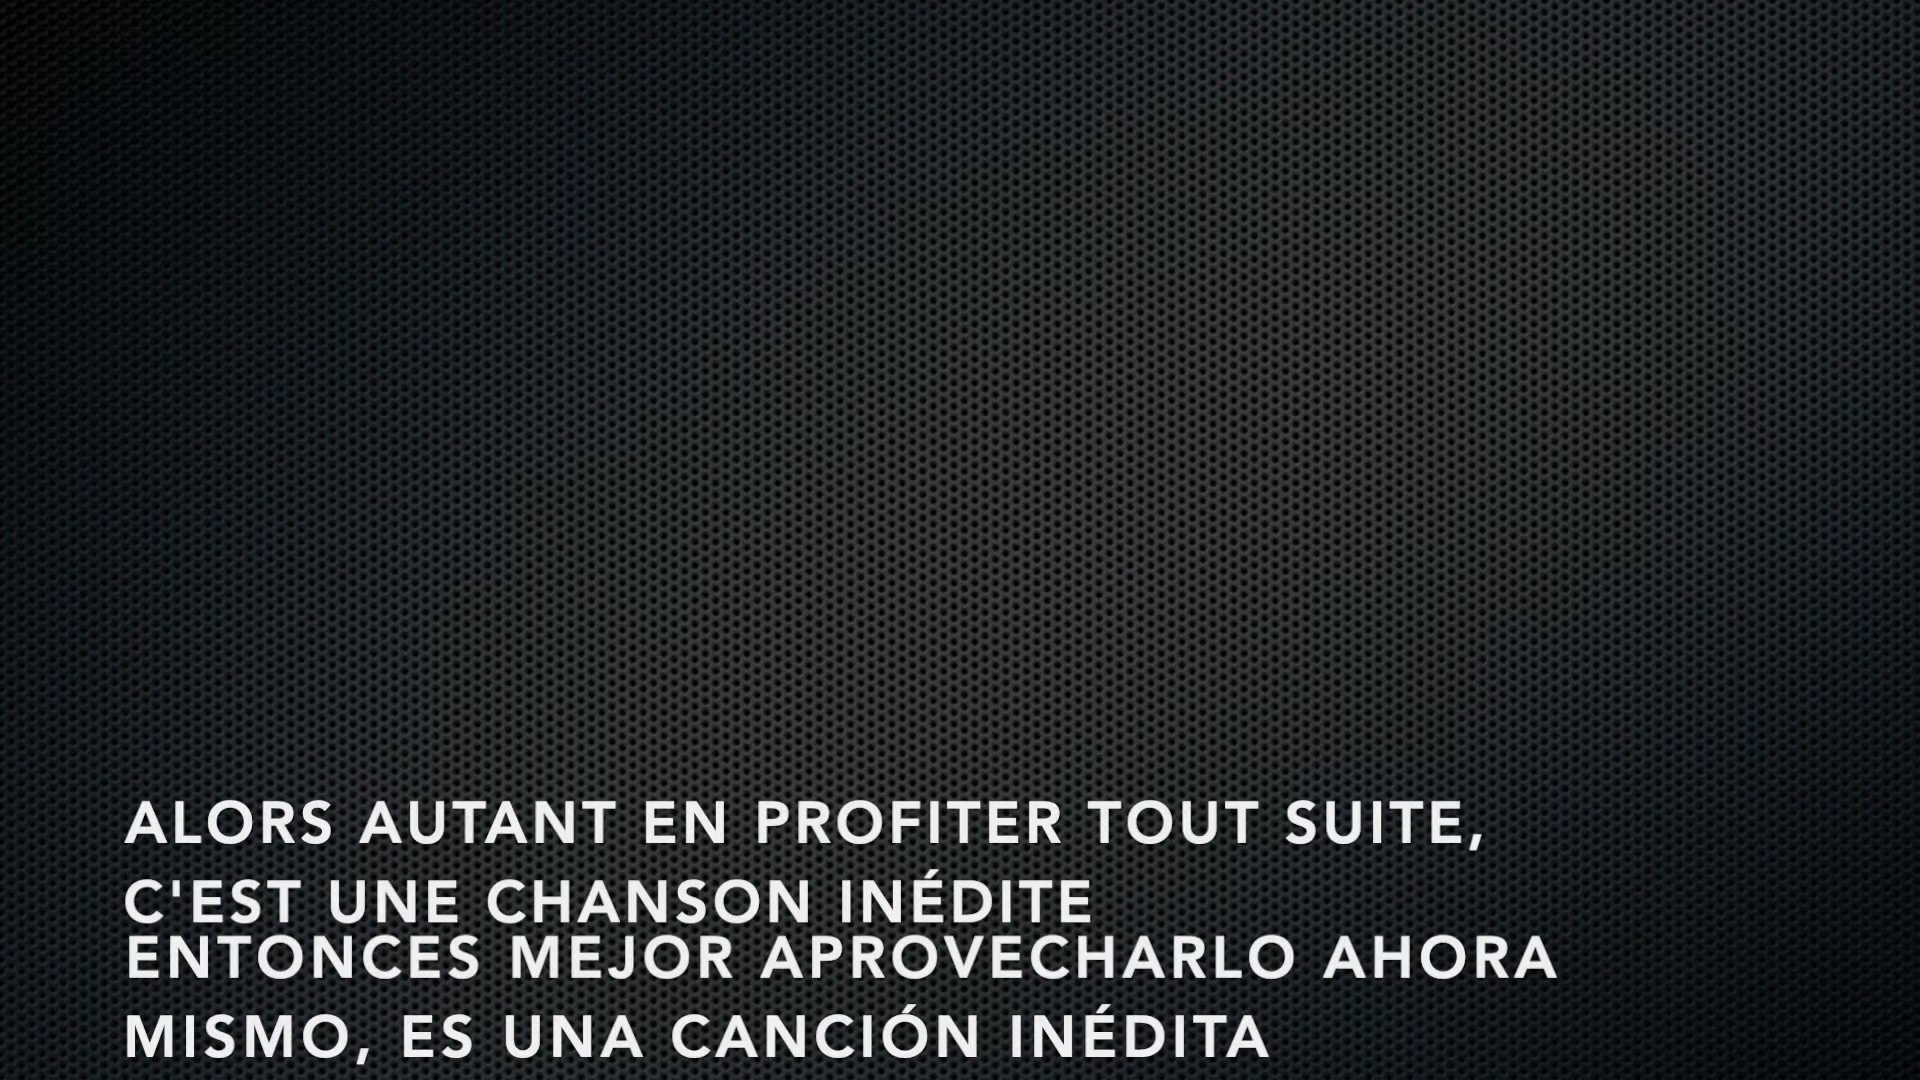 ALORS AUTANT EN PROFITER TOUT SUITE,
C'EST UNE CHANSON INÉDITE
ENTONCES MEJOR APROVECHARLO AHORA
MISMO, ES UNA CANCIÓN INÉDITA